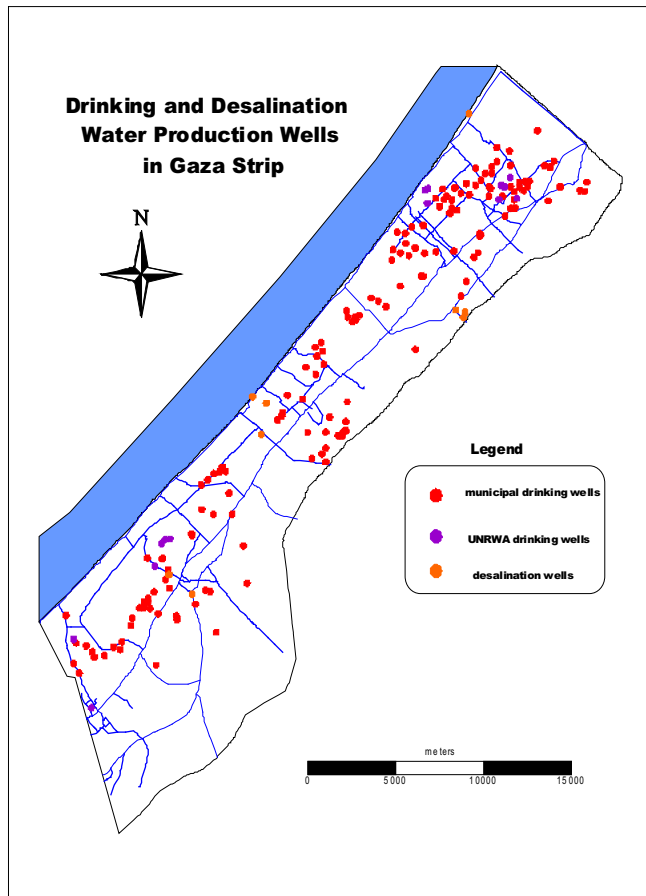 Drinking and Desalination
Water Production Wells
in Gaza Strip
N
Legend
municipal drinking wells
UNRWA drinking wells
desalination wells
meters
0 5000 10000 15000